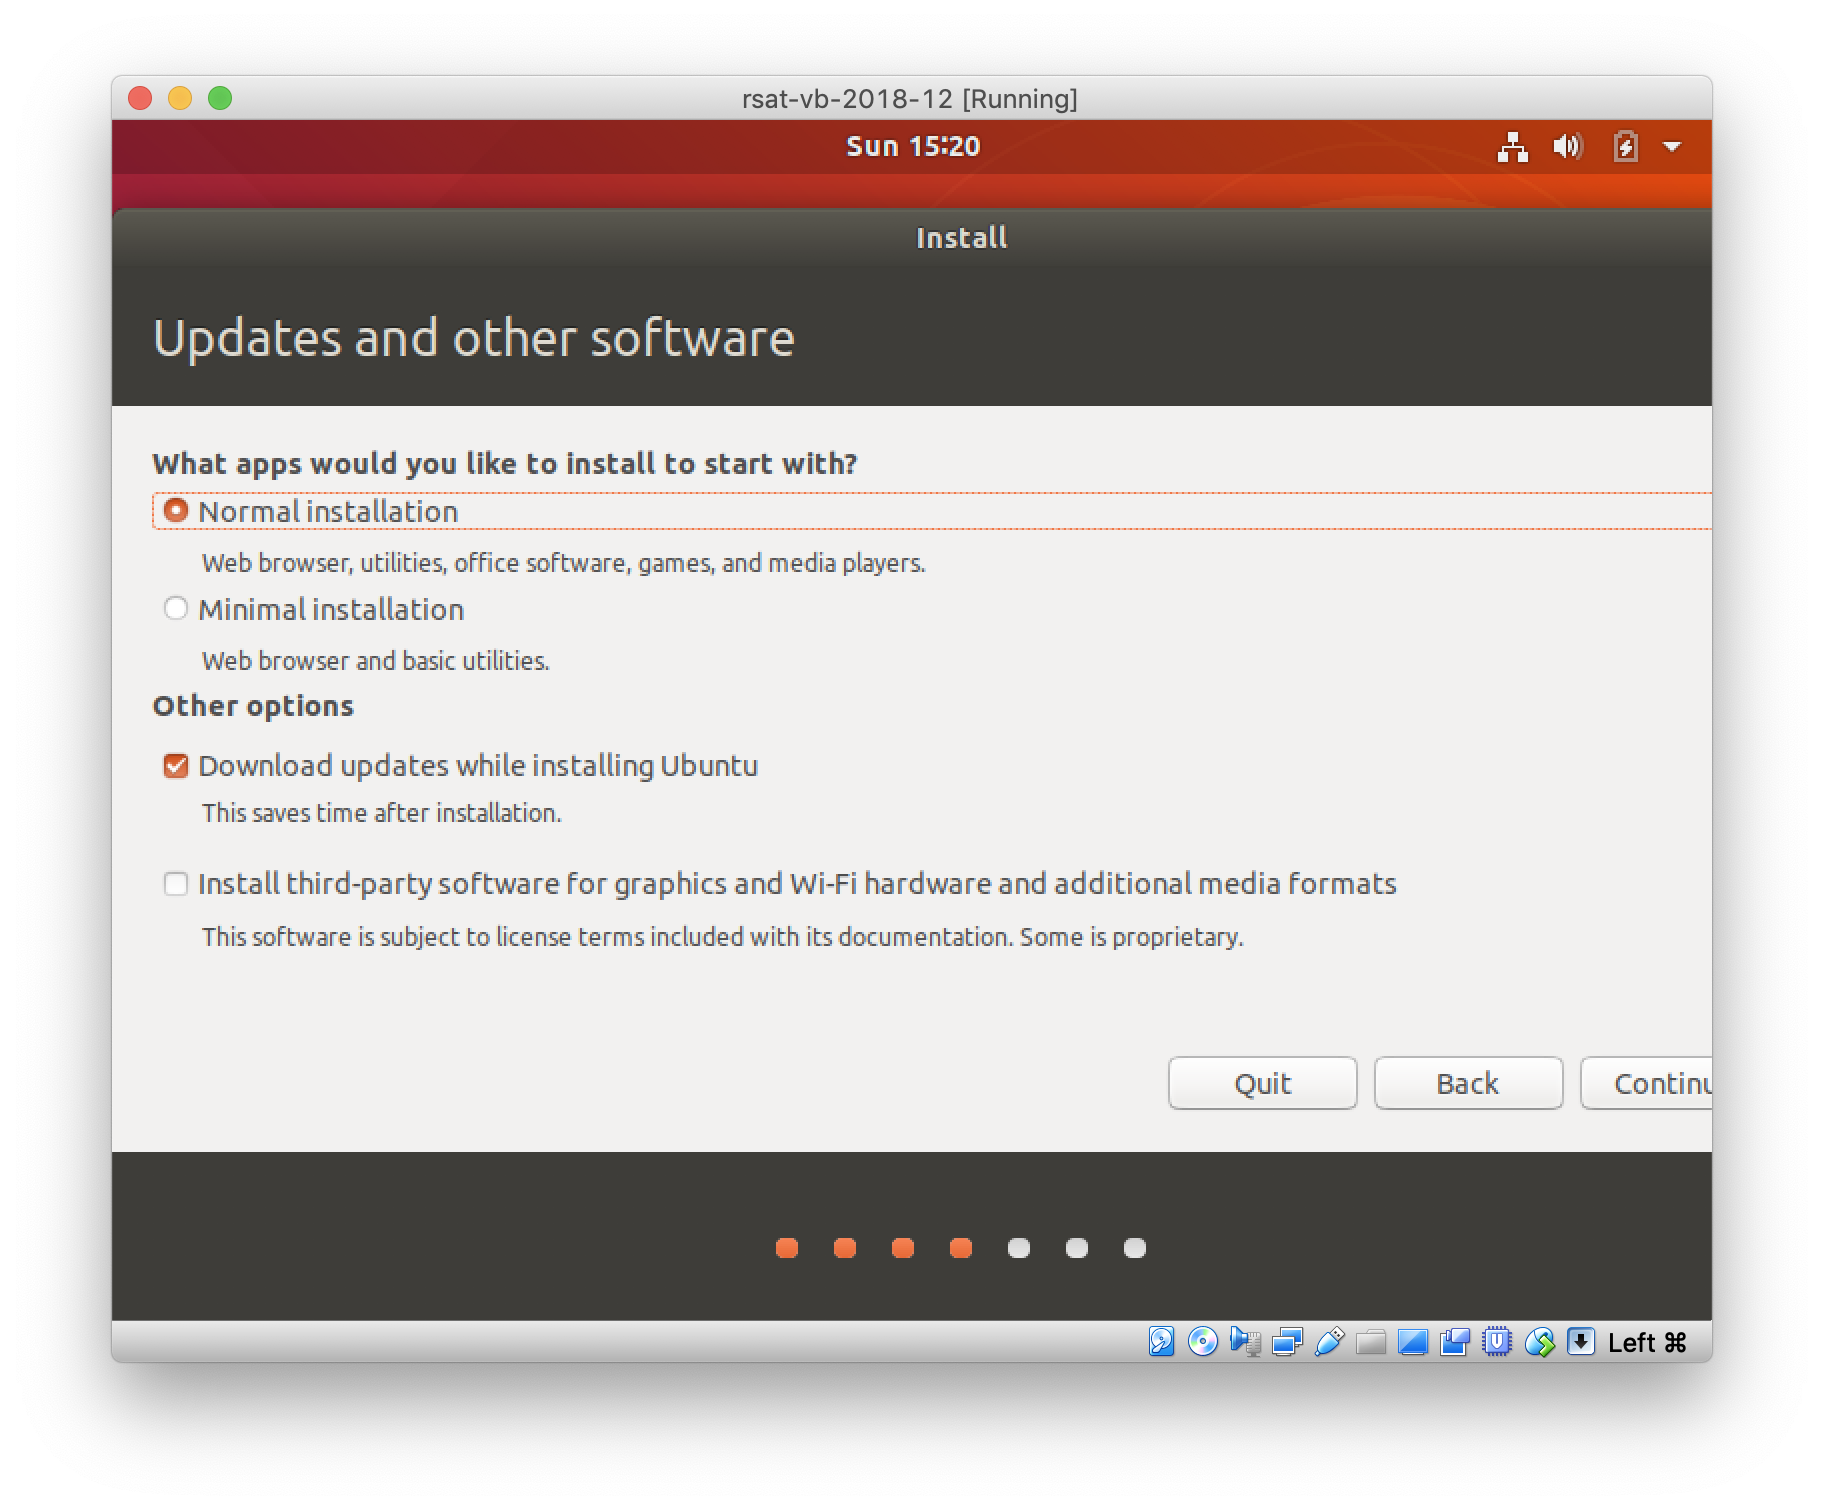 rsat-vb-2018-12 [Running]
Sun 15:20
Install
Updates and other software
What apps would you like to install to start with?
Normal installation
Web browser, utilities, office software, games, and media players.
Minimal installation
Web browser and basic utilities.
Other options
Download updates while installing Ubuntu
This saves time after installation.
Install third-party software for graphics and Wi-Fi hardware and additional media formats
This software is subject to license terms included with its documentation. Some is proprietary.
Quit Back Continu
Left ⌘